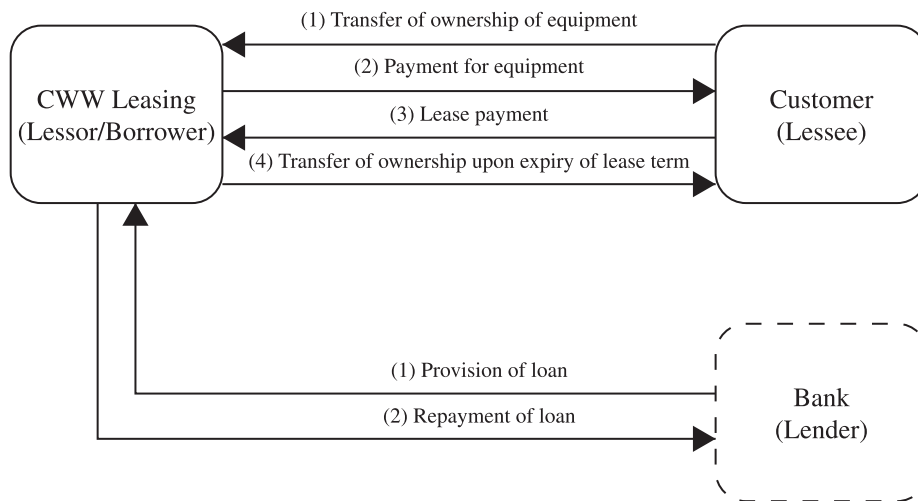 (1) Transfer of ownership of equipment
(2) Payment for equipment
CWW Leasing
(Lessor/Borrower)
(3) Lease payment
(4) Transfer of ownership upon expiry of lease term
Customer
(Lessee)
(1) Provision of loan
(2) Repayment of loan
Bank
(Lender)